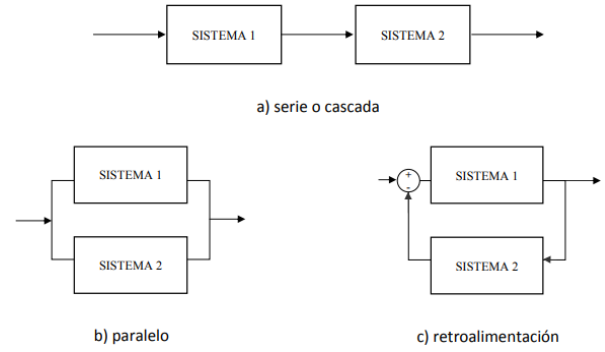 SISTEMA 1
SISTEMA 2
a) serie o cascada
SISTEMA 1
SISTEMA 2
b) paralelo
+
-
SISTEMA 1
SISTEMA 2
c) retroalimentación